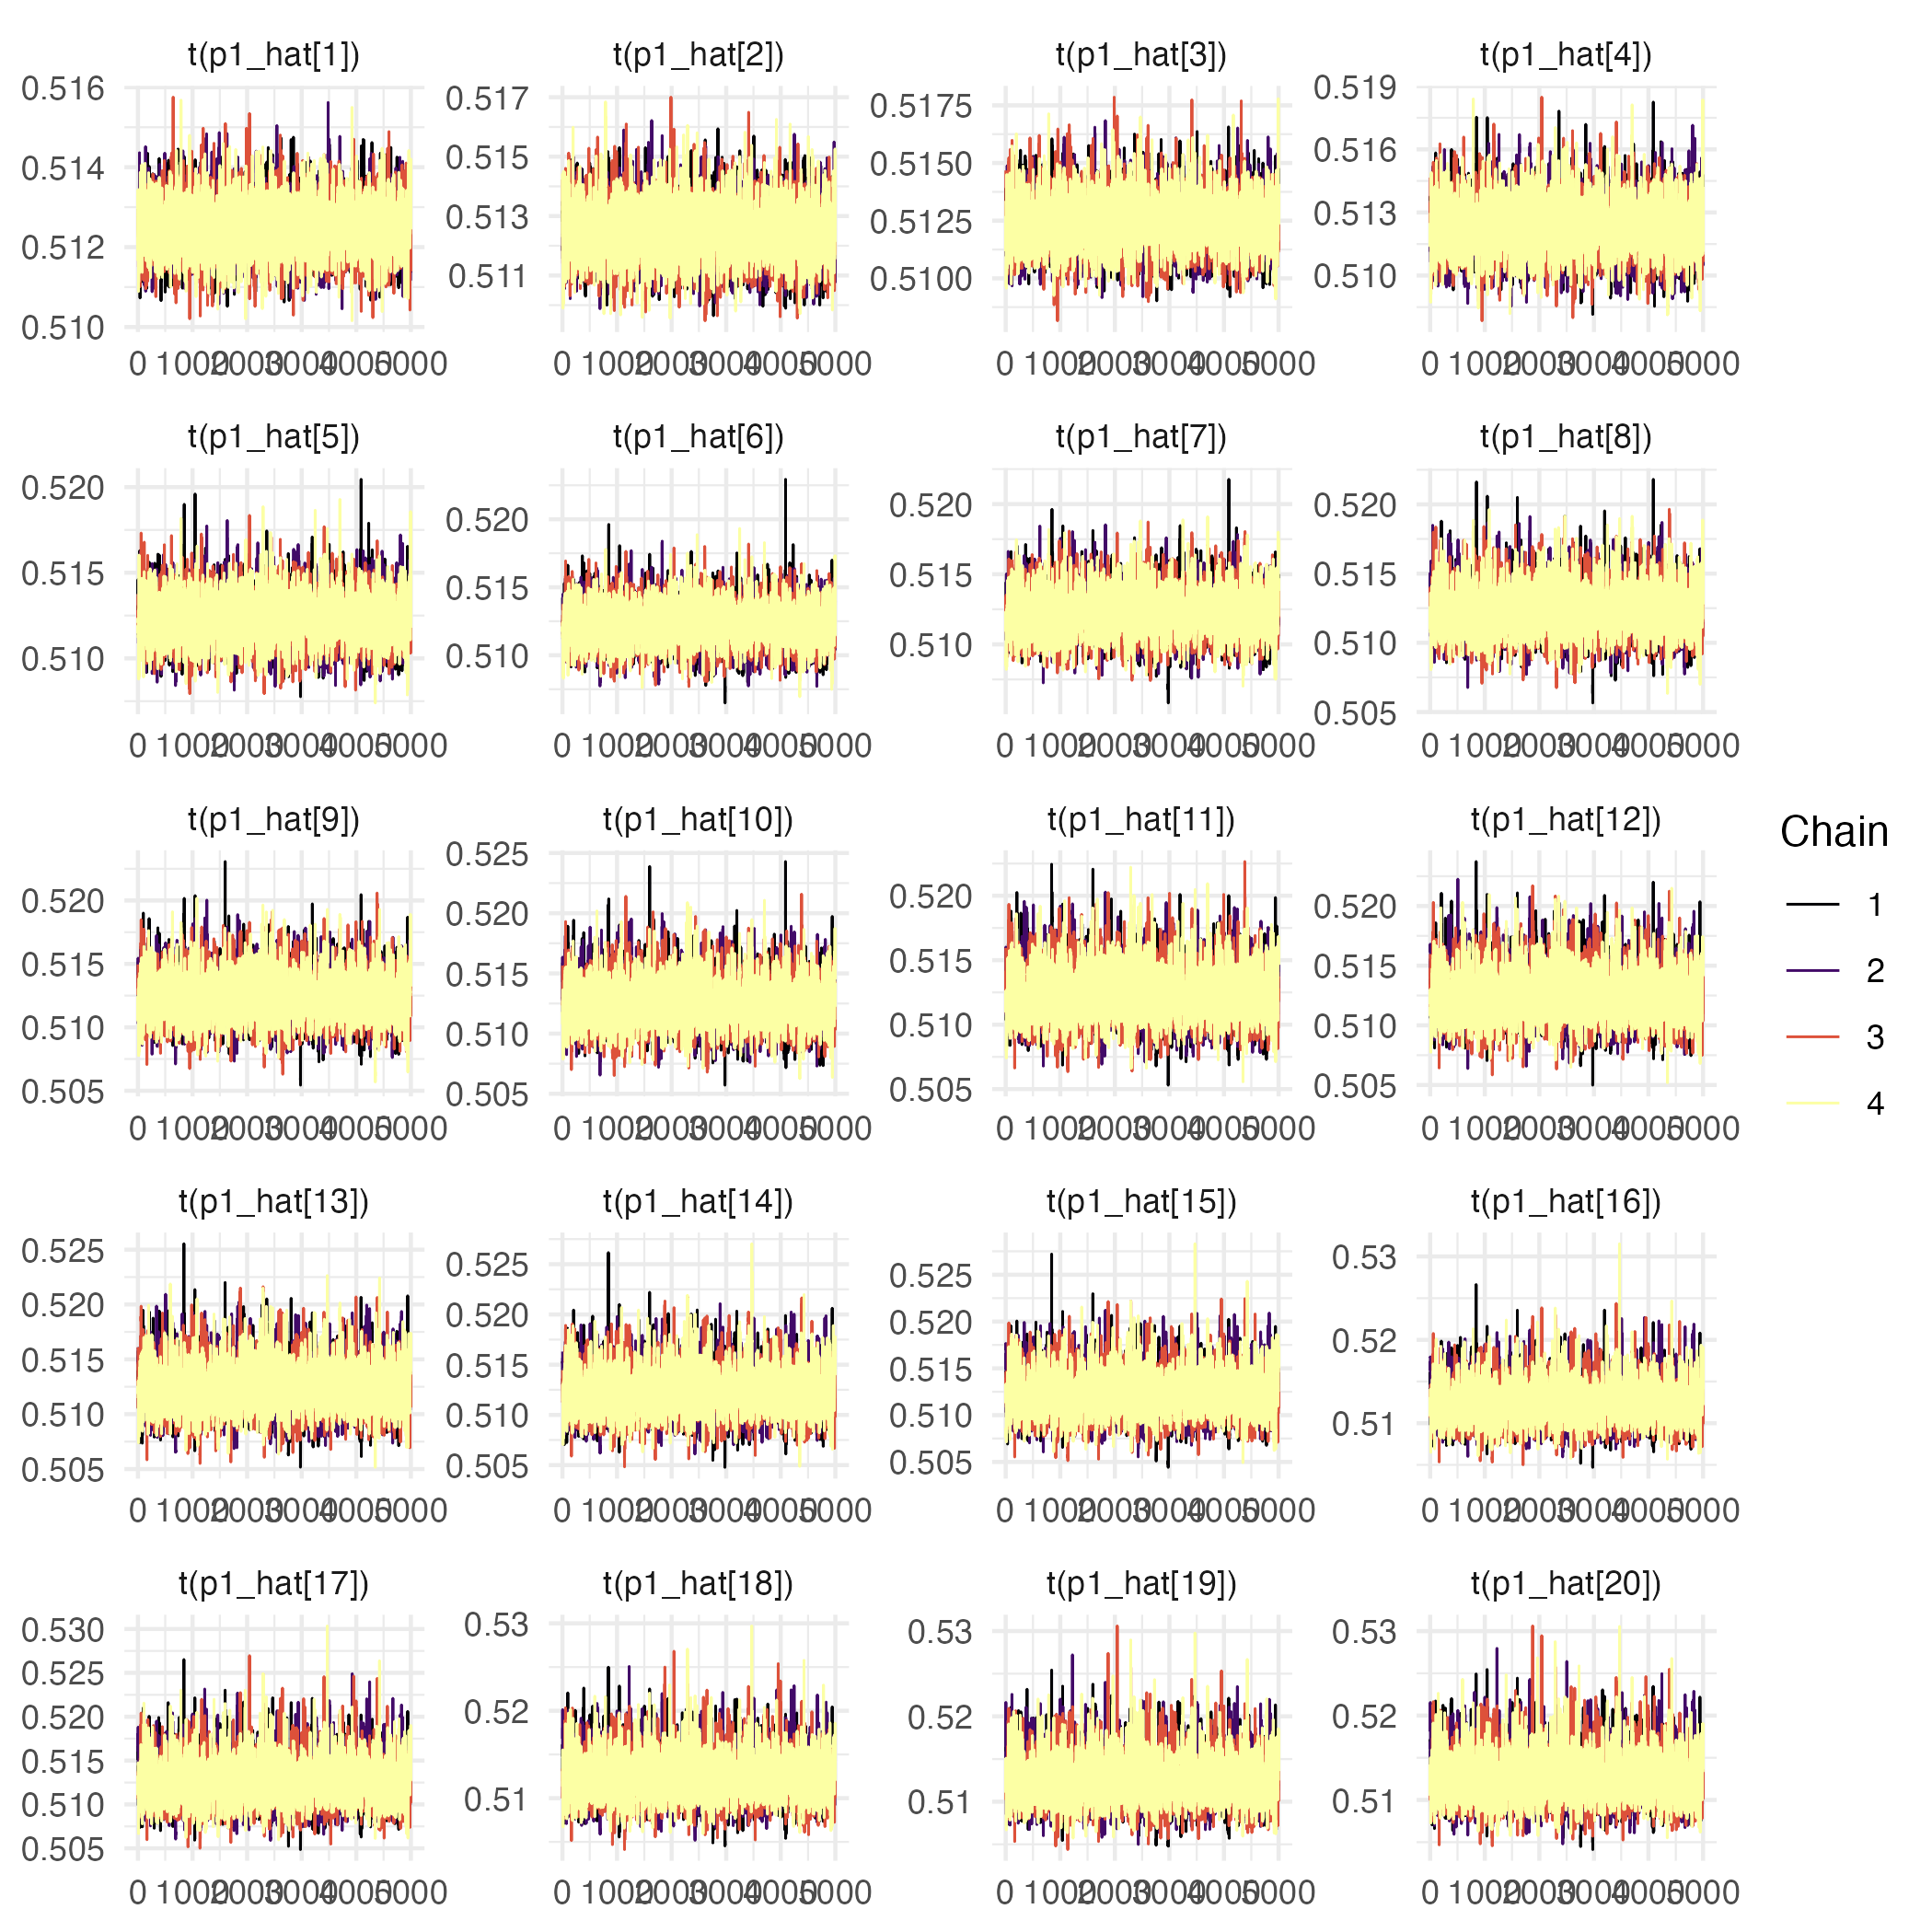 t(p1_hat[1]) t(p1_hat[2]) t(p1_hat[3]) t(p1_hat[4])
0.516 0.514 0.512 0.510
0.517 0.515 0.513 0.511
0.5175 0.5150 0.5125 0.5100
0.519 0.516 0.513 0.510
0 1000 2000 3000 4000 5000 0 1000 2000 3000 4000 5000 0 1000 2000 3000 4000 5000 0 1000 2000 3000 4000 5000
t(p1_hat[5]) t(p1_hat[6]) t(p1_hat[7]) t(p1_hat[8])
0.520 0.515 0.510
0.520 0.515 0.510
0.520 0.515 0.510
0.520 0.515 0.510 0.505
0 1000 2000 3000 4000 5000 0 1000 2000 3000 4000 5000 0 1000 2000 3000 4000 5000 0 1000 2000 3000 4000 5000
t(p1_hat[9]) t(p1_hat[10]) t(p1_hat[11]) t(p1_hat[12])
0.520 0.515 0.510 0.505
0.525 0.520 0.515 0.510 0.505
0.520 0.515 0.510 0.505
0.520 0.515 0.510 0.505
0 1000 2000 3000 4000 5000 0 1000 2000 3000 4000 5000 0 1000 2000 3000 4000 5000 0 1000 2000 3000 4000 5000
t(p1_hat[13]) t(p1_hat[14]) t(p1_hat[15]) t(p1_hat[16])
0.525 0.520 0.515 0.510 0.505
0.525 0.520 0.515 0.510 0.505
0.525 0.520 0.515 0.510 0.505
0.53 0.52 0.51
0 1000 2000 3000 4000 5000 0 1000 2000 3000 4000 5000 0 1000 2000 3000 4000 5000 0 1000 2000 3000 4000 5000
t(p1_hat[17]) t(p1_hat[18]) t(p1_hat[19]) t(p1_hat[20])
0.530 0.525 0.520 0.515 0.510 0.505
0.53 0.52 0.51
0.53 0.52 0.51
0.53 0.52 0.51
0 1000 2000 3000 4000 5000 0 1000 2000 3000 4000 5000 0 1000 2000 3000 4000 5000 0 1000 2000 3000 4000 5000
Chain
1
2
3
4